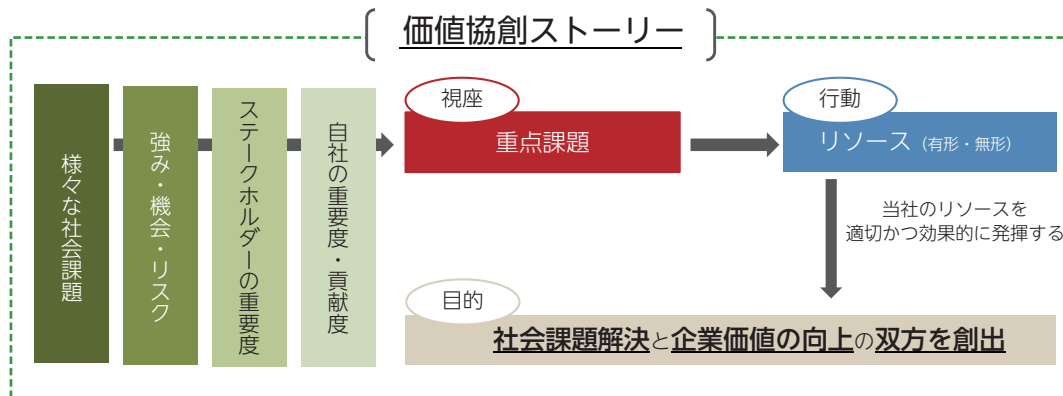 価値協創ストーリー
様々な社会課題
強み・機会・リスク
ステークホルダーの重要度
自社の重要度・貢献度
視座
重点課題
行動
リソース（有形・無形）
当社のリソースを
適切かつ効果的に発揮する
目的
社会課題解決と企業価値の向上の双方を創出